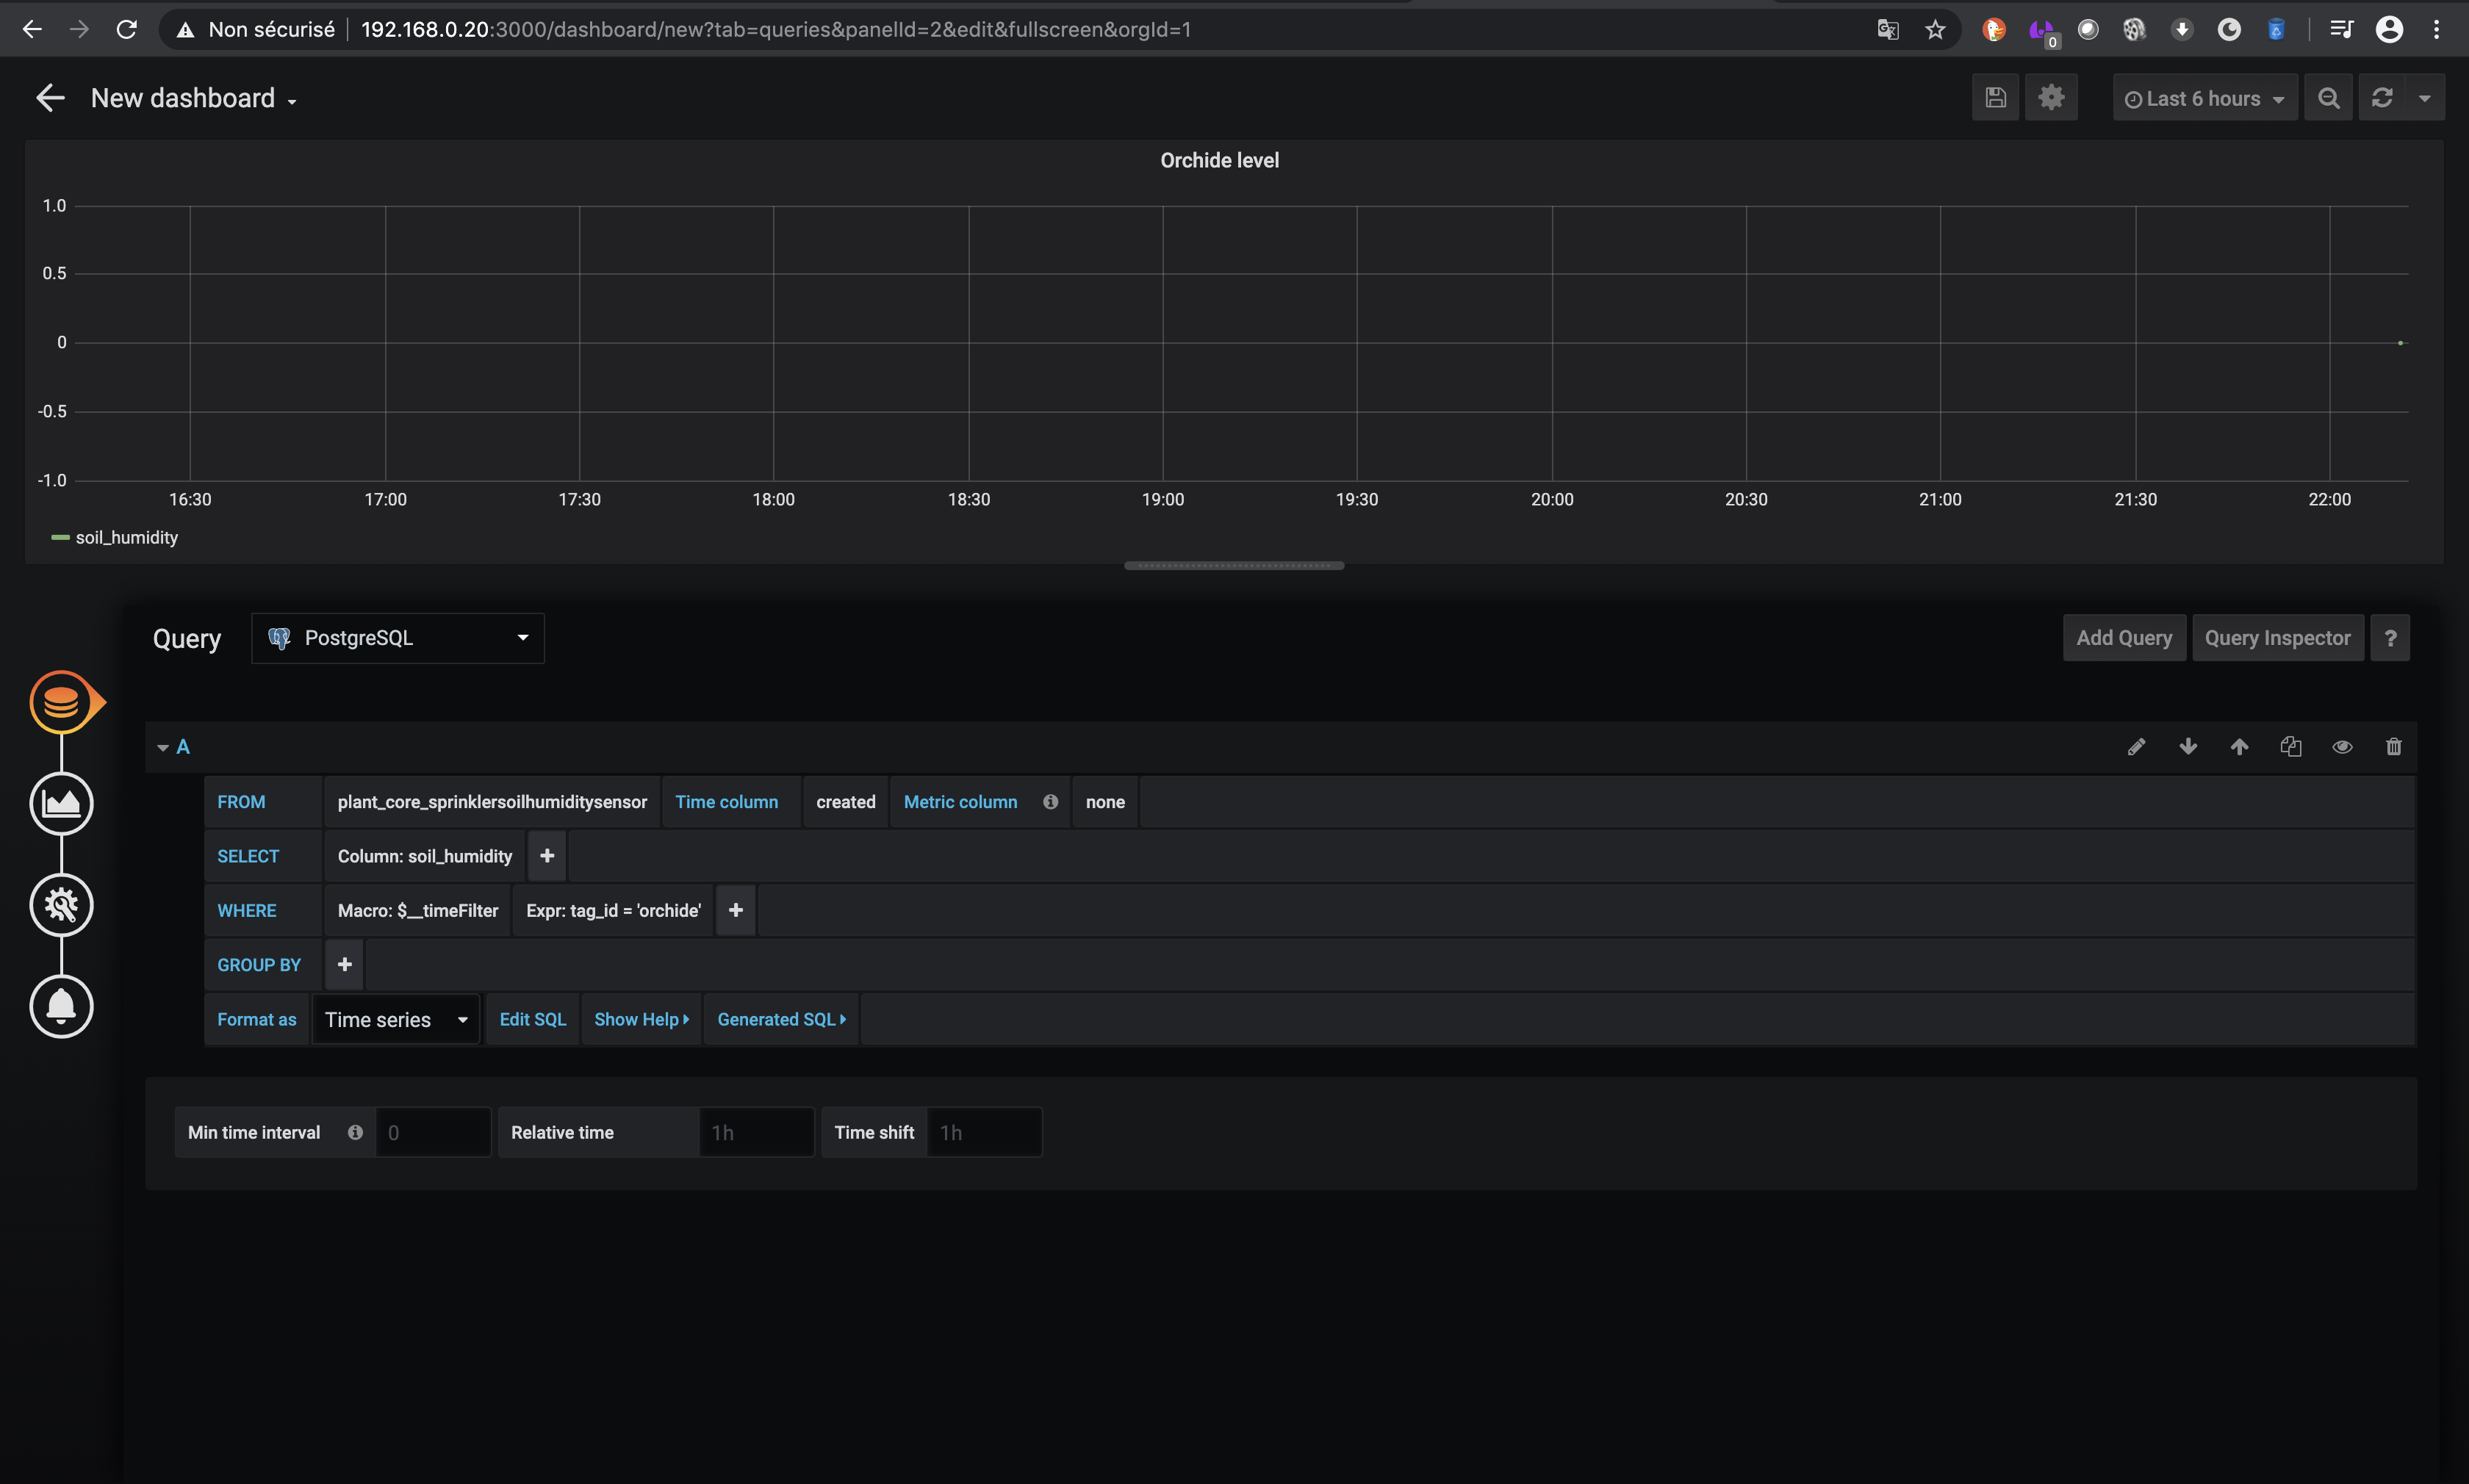 Non sécurisé 192.168.0.20:3000/dashboard/new?tab=queries&panelId=2&edit&fullscreen&orgId=1
0
New dashboard
Last 6 hours
Orchide level
1.0
0.5
0
-0.5
-1.0
16:30 17:00 17:30 18:00 18:30 19:00 19:30 20:00 20:30 21:00 21:30 22:00
soil_humidity
Query PostgreSQL Add Query Query Inspector ?
A
FROM plant_core_sprinklersoilhumiditysensor Time column created Metric column none
SELECT Column: soil_humidity +
WHERE Macro: $__timeFilter Expr: tag_id = 'orchide' +
GROUP BY +
Format as Time series Edit SQL Show Help Generated SQL
Min time interval 0 Relative time 1h Time shift 1h